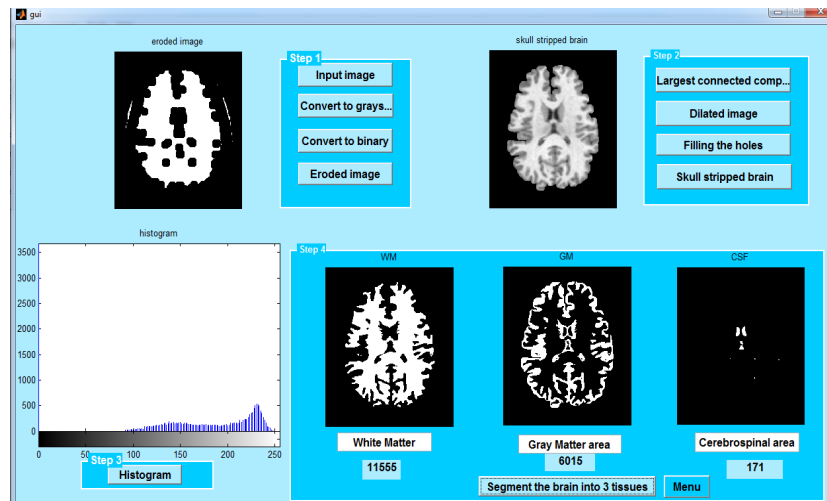 gui
eroded image
Step 1
Input image
Convert to grays...
Convert to binary
Eroded image
skull stripped brain
Step 2
Largest connected comp...
Dilated image
Filling the holes
Skull stripped brain
histogram
3500
3000
2500
2000
1500
1000
500
0
0 50 100 150 200 250
Step 3
Histogram
Step 4
WM GM CSF
White Matter Gray Matter area Cerebrospinal area
11555 6015 171
Segment the brain into 3 tissues Menu